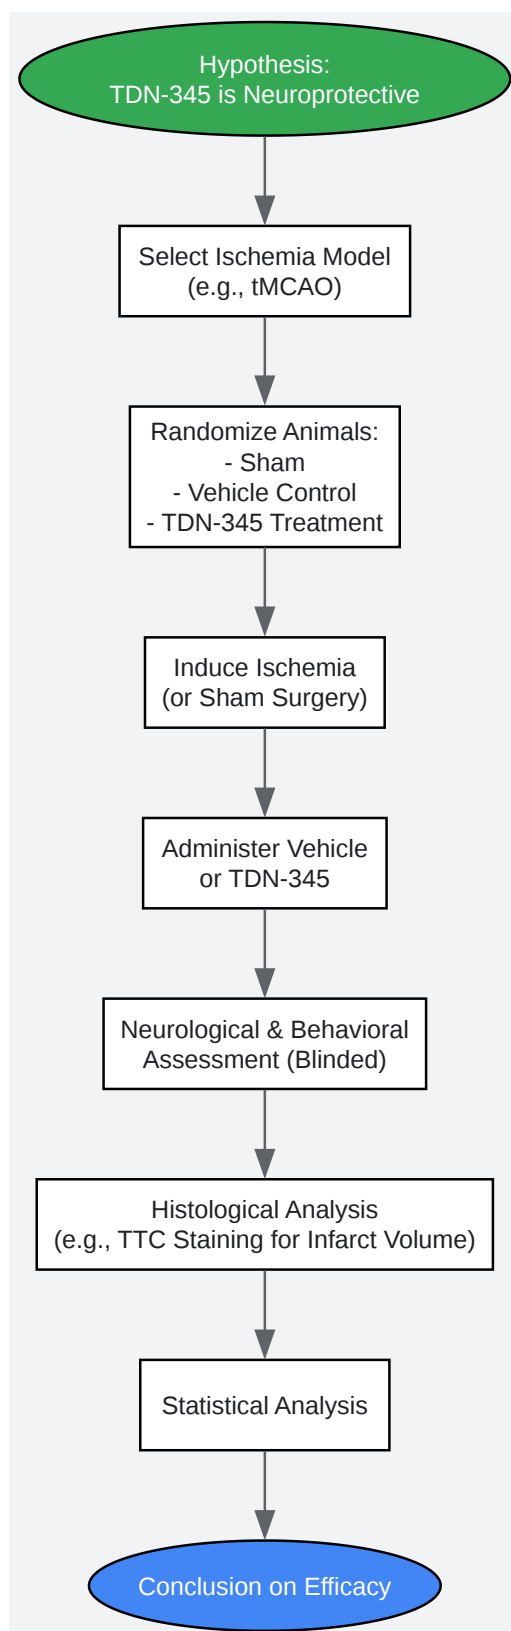 Hypothesis:
TDN-345 is Neuroprotective
Select Ischemia Model
(e.g., tMCAO)
Randomize Animals:
- Sham
- Vehicle Control
- TDN-345 Treatment
Induce Ischemia
(or Sham Surgery)
Administer Vehicle
or TDN-345
Neurological & Behavioral
Assessment (Blinded)
Histological Analysis
(e.g., TTC Staining for Infarct Volume)
Statistical Analysis
Conclusion on Efficacy